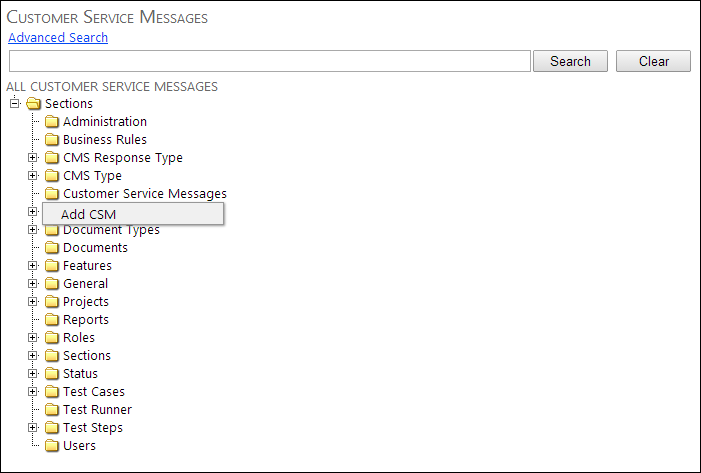 Customer Service Messages
Advanced Search
Search Clear
ALL CUSTOMER SERVICE MESSAGES
Sections
Administration
Business Rules
CMS Response Type
CMS Type
Customer Service Messages
Add CSM
Document Types
Documents
Features
General
Projects
Reports
Roles
Sections
Status
Test Cases
Test Runner
Test Steps
Users